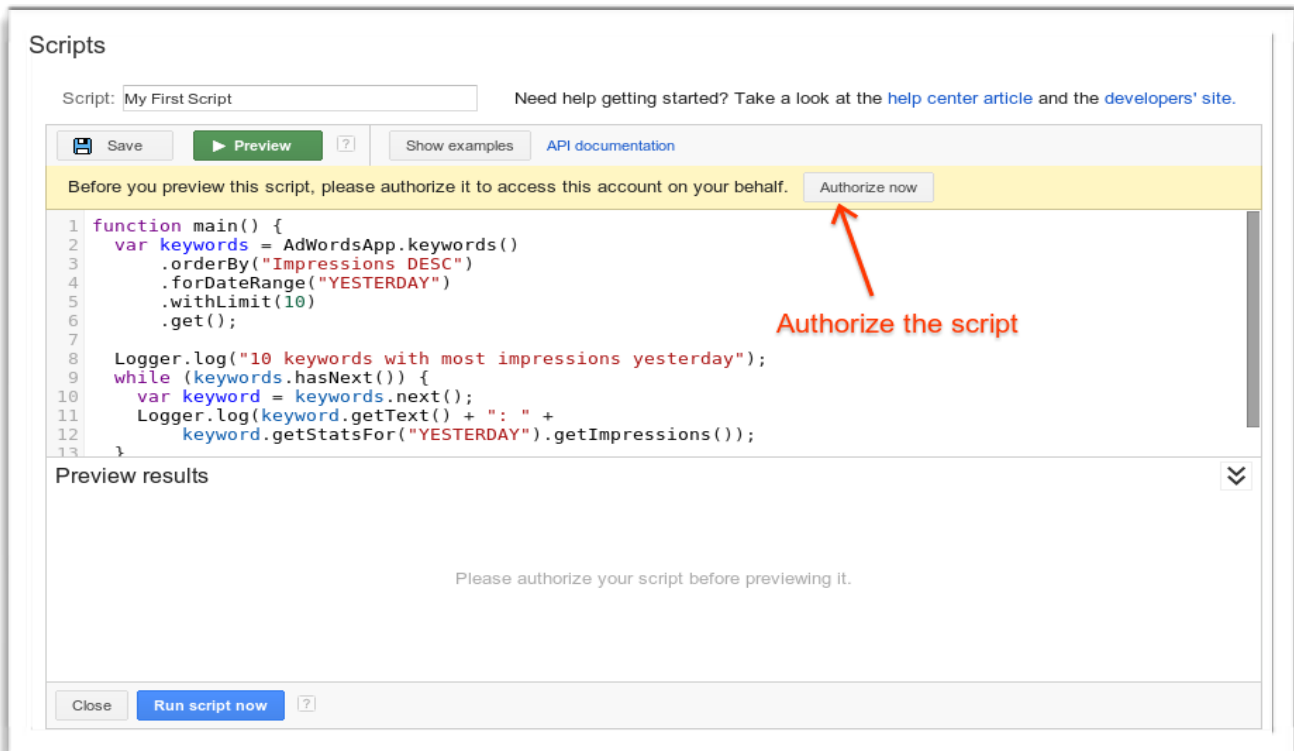 Scripts
Script: My First Script Need help getting started? Take a look at the help center article and the developers' site.
Save Preview ? Show examples API documentation
Before you preview this script, please authorize it to access this account on your behalf. Authorize now
1 function main() {
2   var keywords = AdWordsApp.keywords()
3       .orderBy("Impressions DESC")
4       .forDateRange("YESTERDAY")
5       .withLimit(10)
6       .get();
7
Authorize the script
8   Logger.log("10 keywords with most impressions yesterday");
9   while (keywords.hasNext()) {
10     var keyword = keywords.next();
11     Logger.log(keyword.getText() + ": " +
12         keyword.getStatsFor("YESTERDAY").getImpressions());
13   }
Preview results
Please authorize your script before previewing it.
Close Run script now ?